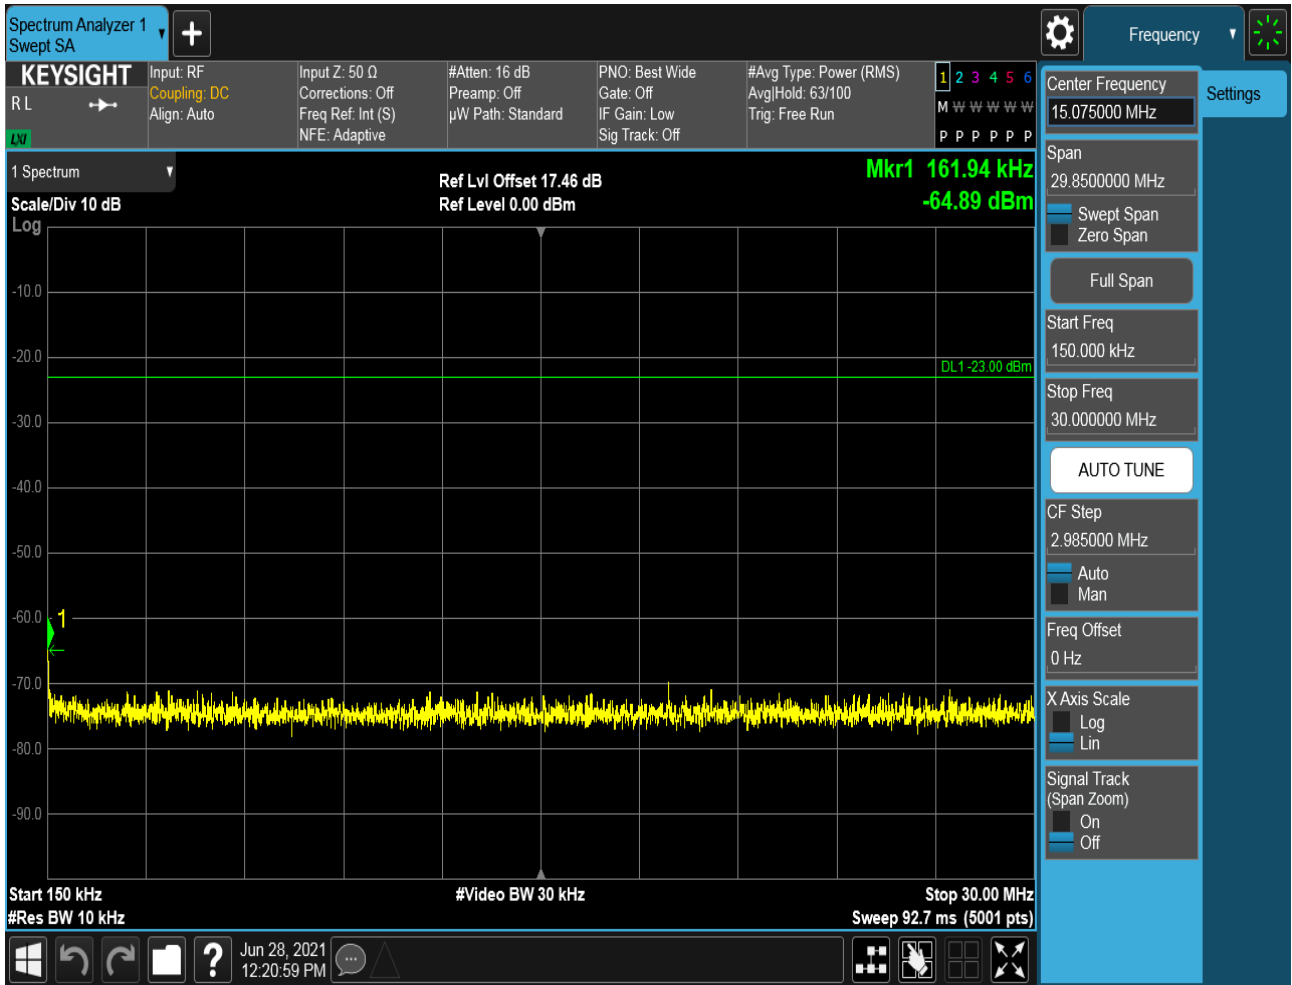 Spectrum Analyzer 1
Swept SA
Frequency
KEYSIGHT
R L
LXI
Input: RF
Coupling: DC
Align: Auto
Input Z: 50 Ω
Corrections: Off
Freq Ref: Int (S)
NFE: Adaptive
#Atten: 16 dB
Preamp: Off
µW Path: Standard
PNO: Best Wide
Gate: Off
IF Gain: Low
Sig Track: Off
#Avg Type: Power (RMS)
Avg|Hold: 63/100
Trig: Free Run
1 2 3 4 5 6
M W W W W W
P P P P P P
Center Frequency
15.075000 MHz
Settings
Span
29.8500000 MHz
Swept Span
Zero Span
Full Span
Start Freq
150.000 kHz
Stop Freq
30.000000 MHz
AUTO TUNE
CF Step
2.985000 MHz
Auto
Man
Freq Offset
0 Hz
X Axis Scale
Log
Lin
Signal Track
(Span Zoom)
On
Off
1 Spectrum
Scale/Div 10 dB
Log
Ref Lvl Offset 17.46 dB
Ref Level 0.00 dBm
Mkr1 161.94 kHz
-64.89 dBm
-10.0
-20.0
DL1 -23.00 dBm
-30.0
-40.0
-50.0
-60.0
1
-70.0
-80.0
-90.0
Start 150 kHz
#Video BW 30 kHz
Stop 30.00 MHz
#Res BW 10 kHz
Sweep 92.7 ms (5001 pts)
?
Jun 28, 2021
12:20:59 PM